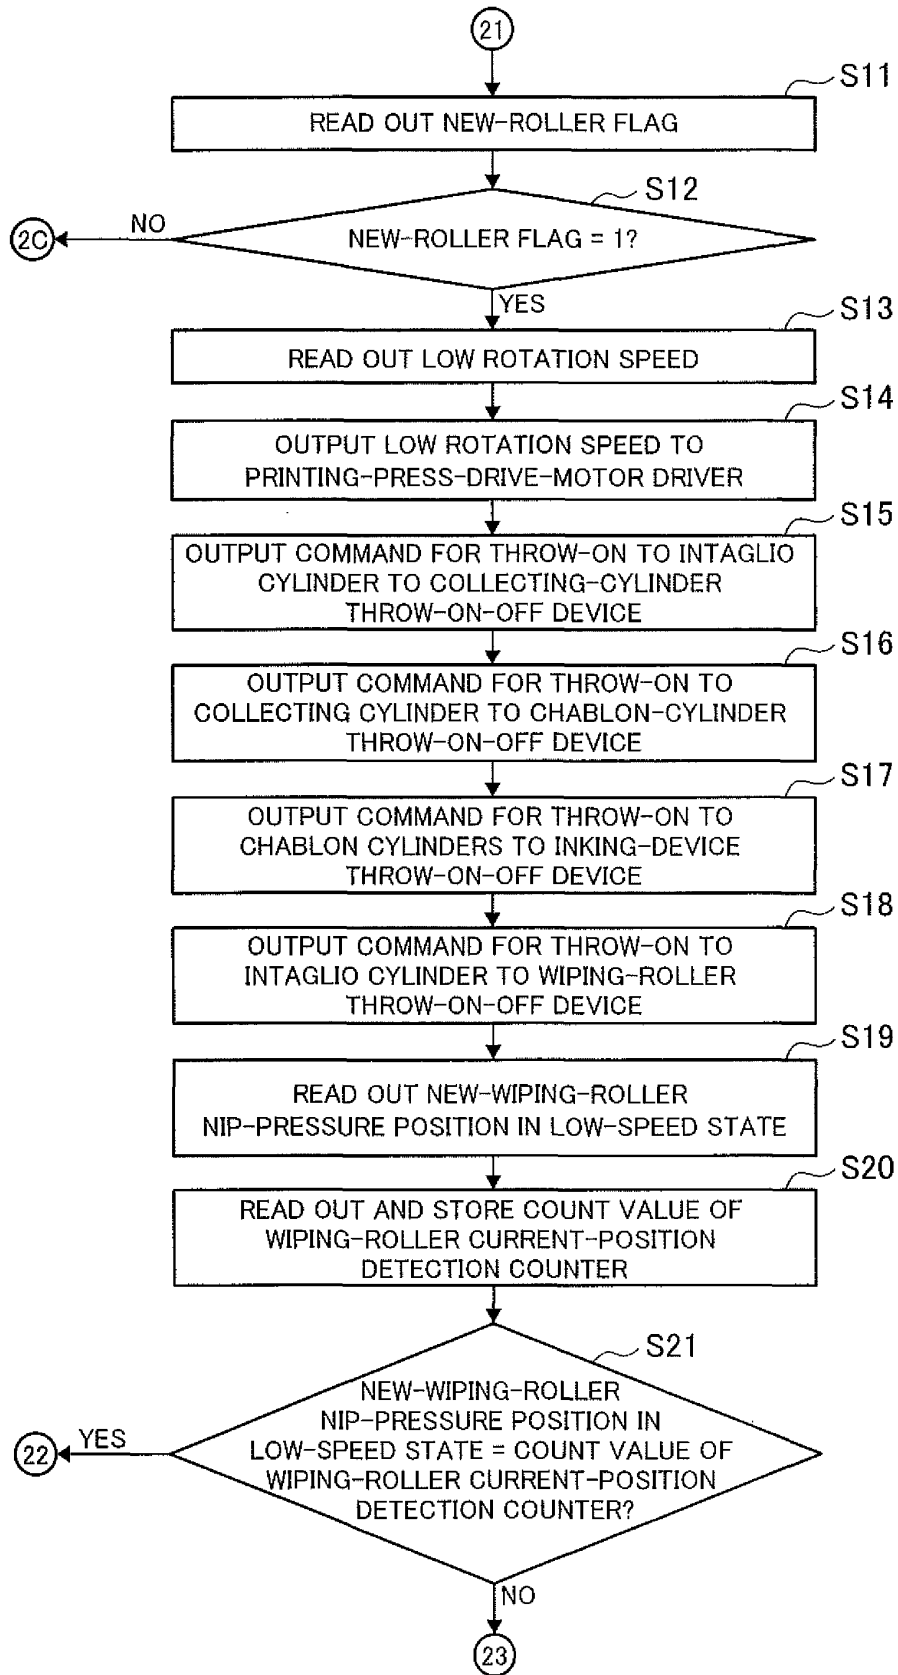 21
S11
READ OUT NEW-ROLLER FLAG
S12
NEW-ROLLER FLAG = 1?
NO
2C
YES
S13
READ OUT LOW ROTATION SPEED
S14
OUTPUT LOW ROTATION SPEED TO
PRINTING-PRESS-DRIVE-MOTOR DRIVER
S15
OUTPUT COMMAND FOR THROW-ON TO INTAGLIO
CYLINDER TO COLLECTING-CYLINDER
THROW-ON-OFF DEVICE
S16
OUTPUT COMMAND FOR THROW-ON TO
COLLECTING CYLINDER TO CHABLON-CYLINDER
THROW-ON-OFF DEVICE
S17
OUTPUT COMMAND FOR THROW-ON TO
CHABLON CYLINDERS TO INKING-DEVICE
THROW-ON-OFF DEVICE
S18
OUTPUT COMMAND FOR THROW-ON TO
INTAGLIO CYLINDER TO WIPING-ROLLER
THROW-ON-OFF DEVICE
S19
READ OUT NEW-WIPING-ROLLER
NIP-PRESSURE POSITION IN LOW-SPEED STATE
S20
READ OUT AND STORE COUNT VALUE OF
WIPING-ROLLER CURRENT-POSITION
DETECTION COUNTER
S21
NEW-WIPING-ROLLER
NIP-PRESSURE POSITION IN
LOW-SPEED STATE = COUNT VALUE OF
WIPING-ROLLER CURRENT-POSITION
DETECTION COUNTER?
YES
22
NO
23